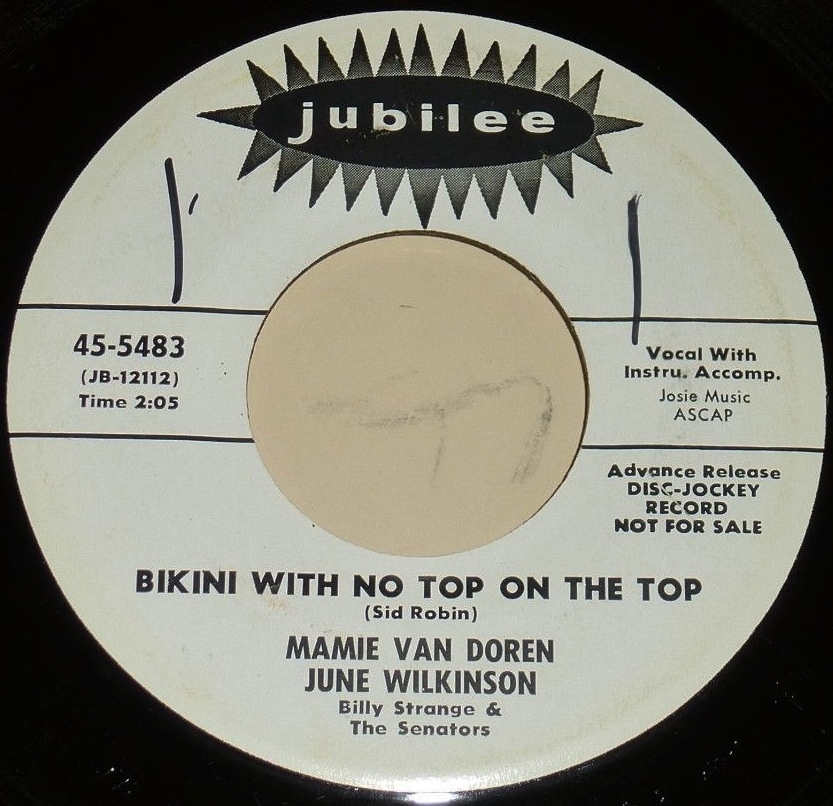 jubilee
45-5483
(JB-12112)
Time 2:05
Vocal With
Instru. Accomp.
Josie Music
ASCAP
Advance Release
DISC-JOCKEY
RECORD
NOT FOR SALE
BIKINI WITH NO TOP ON THE TOP
(Sid Robin)
MAMIE VAN DOREN
JUNE WILKINSON
Billy Strange &
The Senators